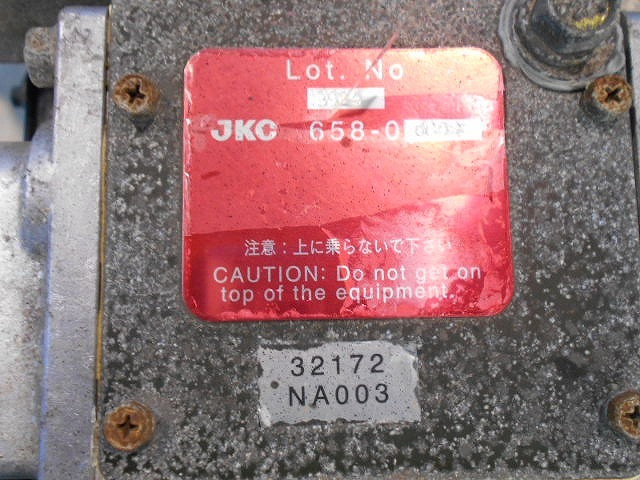 Lot. No
JKC 658-0
注意：上に乗らないで下さい
CAUTION: Do not get on
top of the equipment.
32172
NA003